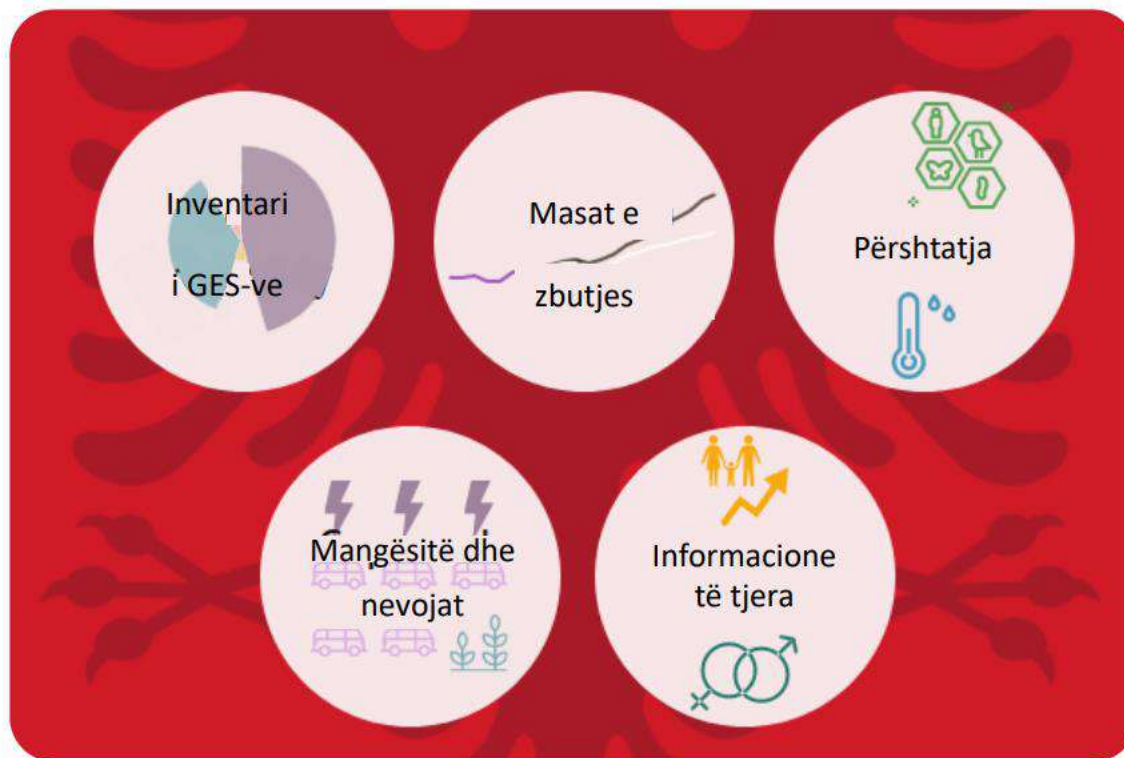 Inventari
i GES-ve
Masat e
zbutjes
Përshtatja
Mangësitë dhe
nevojat
Informacione
të tjera